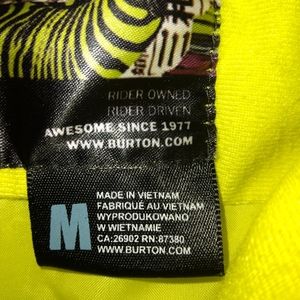 RIDER OWNED
RIDER DRIVEN
AWESOME SINCE 1977
WWW.BURTON.COM
M
MADE IN VIETNAM
FABRIQUÉ AU VIETNAM
WYPRODUKOWANO
W WIETNAMIE
CA:26902 RN:87380
WWW.BURTON.COM